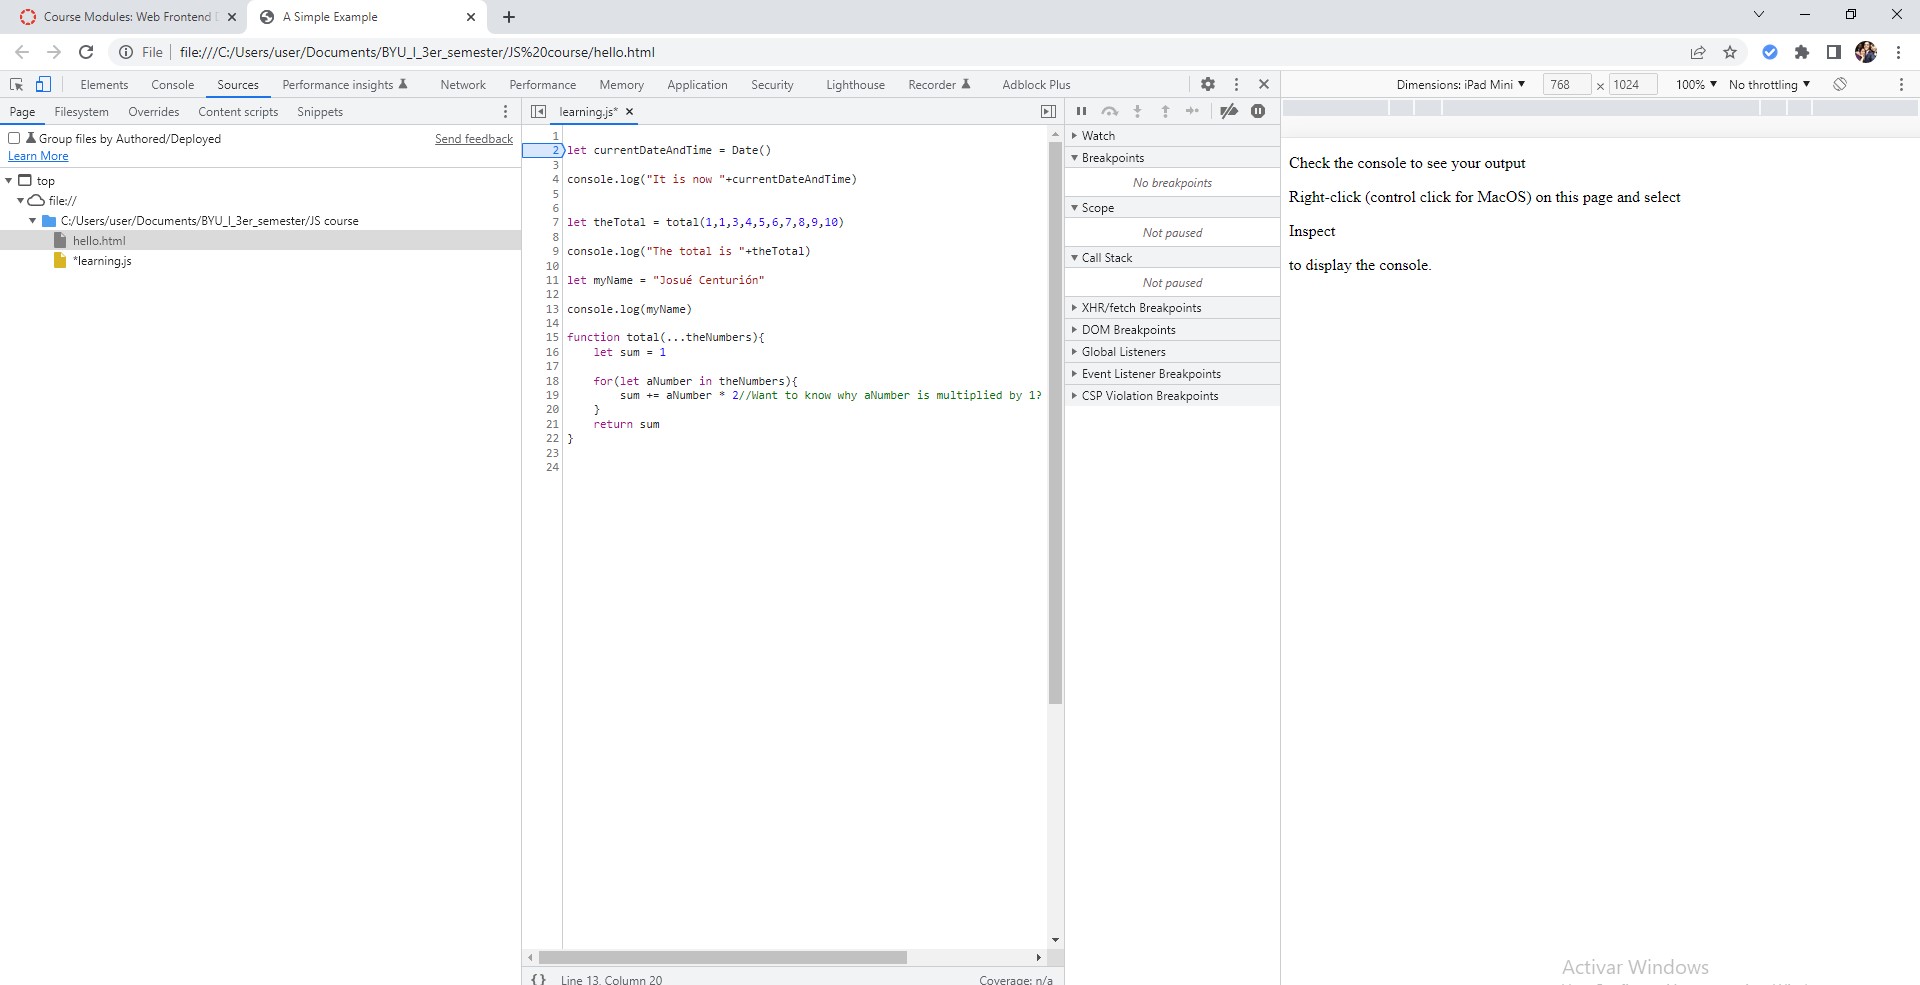 Course Modules: Web Frontend
A Simple Example
File
file:///C:/Users/user/Documents/BYU_I_3er_semester/JS%20course/hello.html
Elements Console Sources Performance insights Network Performance Memory Application Security Lighthouse Recorder Adblock Plus
Dimensions: iPad Mini 768 x 1024 100% No throttling
Page Filesystem Overrides Content scripts Snippets
Group files by Authored/Deployed Send feedback
Learn More
top
file://
C:/Users/user/Documents/BYU_I_3er_semester/JS course
hello.html
*learning.js
learning.js*
1
2 let currentDateAndTime = Date()
3
4 console.log("It is now "+currentDateAndTime)
5
6
7 let theTotal = total(1,1,3,4,5,6,7,8,9,10)
8
9 console.log("The total is "+theTotal)
10
11 let myName = "Josué Centurión"
12
13 console.log(myName)
14
15 function total(...theNumbers){
16 let sum = 1
17
18 for(let aNumber in theNumbers){
19 sum += aNumber * 2//Want to know why aNumber is multiplied by 1?
20 }
21 return sum
22 }
23
24
{} Line 13, Column 20 Coverage: n/a
Watch
Breakpoints
No breakpoints
Scope
Not paused
Call Stack
Not paused
XHR/fetch Breakpoints
DOM Breakpoints
Global Listeners
Event Listener Breakpoints
CSP Violation Breakpoints
Check the console to see your output
Right-click (control click for MacOS) on this page and select
Inspect
to display the console.
Activar Windows